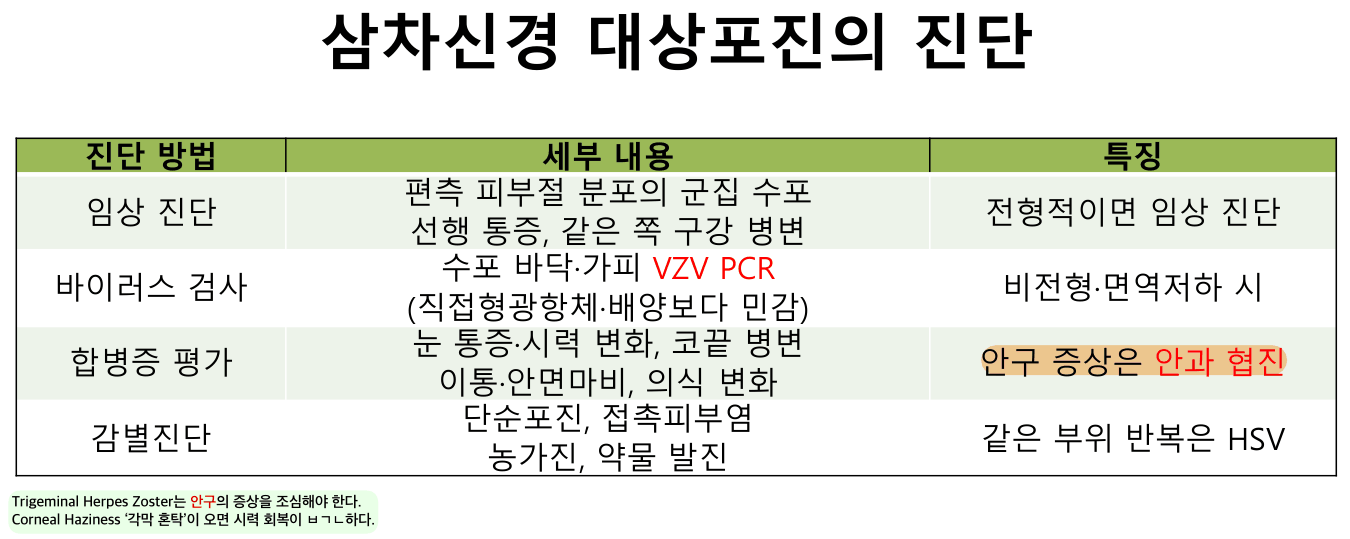 삼차신경 대상포진의 진단
진단 방법
세부 내용
특징
임상 진단
편측 피부절 분포의 군집 수포
선행 통증, 같은 쪽 구강 병변
전형적이면 임상 진단
바이러스 검사
수포 바닥·가피 VZV PCR
(직접형광항체·배양보다 민감)
비전형·면역저하 시
합병증 평가
눈 통증·시력 변화, 코끝 병변
이통·안면마비, 의식 변화
안구 증상은 안과 협진
감별진단
단순포진, 접촉피부염
농가진, 약물 발진
같은 부위 반복은 HSV
Trigeminal Herpes Zoster는 안구의 증상을 조심해야 한다.
Corneal Haziness ‘각막 혼탁’이 오면 시력 회복이 ㅂㄱㄴ하다.